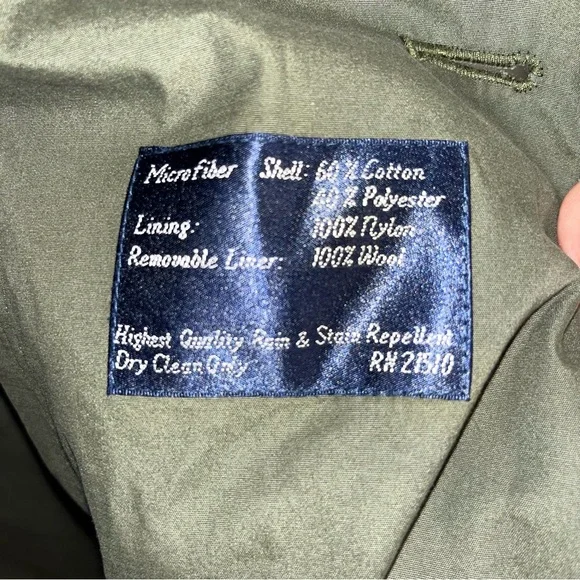 Microfiber Shell: 60% Cotton
40% Polyester
Lining: 100% Nylon
Removable Liner: 100% Wool
Highest Quality Rain & Stain Repellent
Dry Clean Only RN 21510